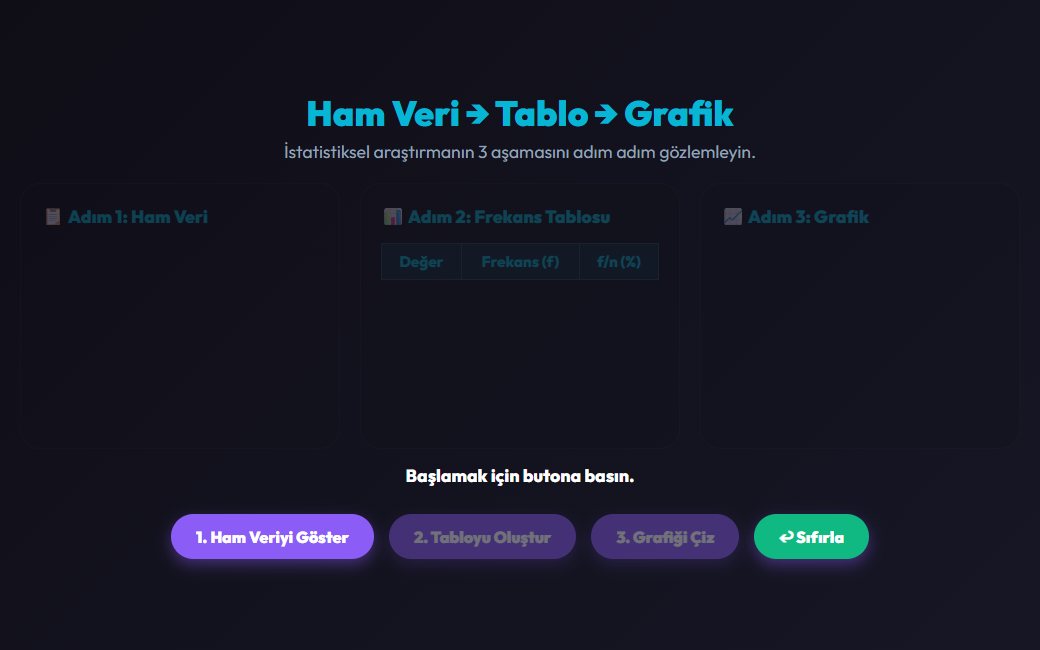 Ham Veri → Tablo → Grafik
İstatistiksel araştırmanın 3 aşamasını adım adım gözlemleyin.
📋 Adım 1: Ham Veri
📊 Adım 2: Frekans Tablosu
Değer Frekans (f) f/n (%)
📈 Adım 3: Grafik
Başlamak için butona basın.
1. Ham Veriyi Göster 2. Tabloyu Oluştur 3. Grafiği Çiz ↩ Sıfırla